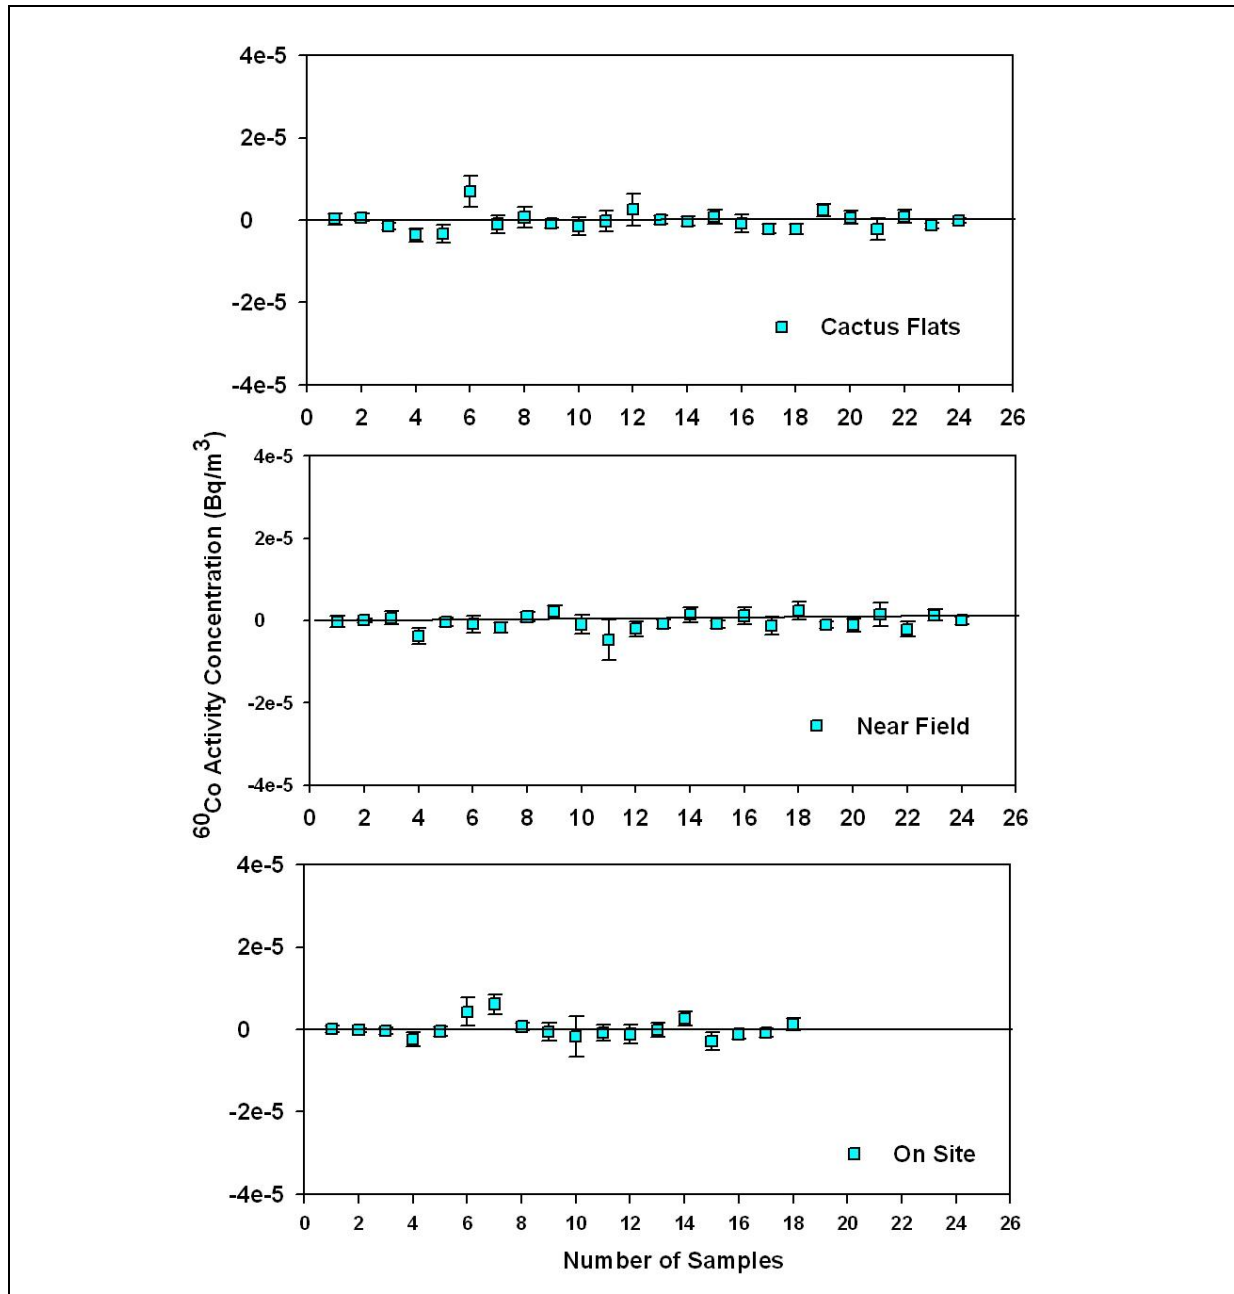 4e-5
2e-5
0
-2e-5
-4e-5
Cactus Flats
0 2 4 6 8 10 12 14 16 18 20 22 24 26
⁶⁰Co Activity Concentration (Bq/m³)
4e-5
2e-5
0
-2e-5
-4e-5
Near Field
0 2 4 6 8 10 12 14 16 18 20 22 24 26
4e-5
2e-5
0
-2e-5
-4e-5
On Site
0 2 4 6 8 10 12 14 16 18 20 22 24 26
Number of Samples